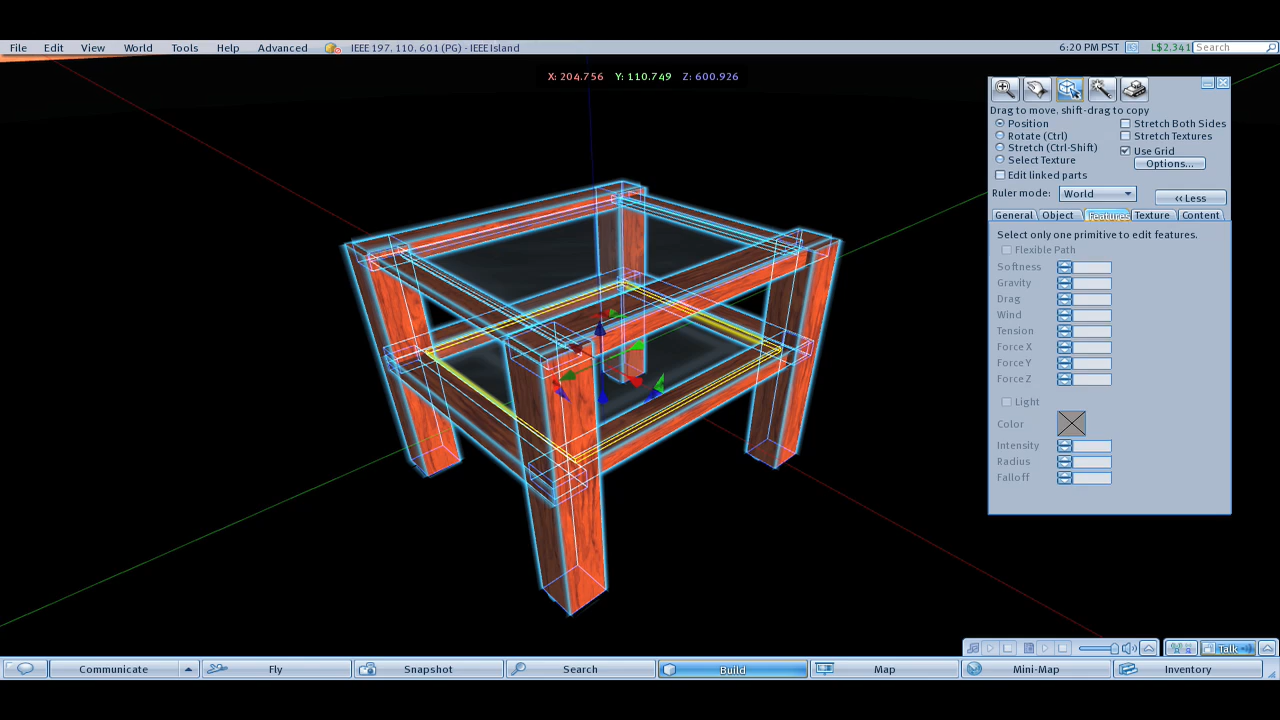 File Edit View World Tools Help Advanced IEEE 197, 110, 601 (PG) - IEEE Island 6:20 PM PST L$2,341 Search
X: 204.756 Y: 110.749 Z: 600.926
Drag to move, shift-drag to copy
Position Stretch Both Sides
Rotate (Ctrl) Stretch Textures
Stretch (Ctrl-Shift) Use Grid
Select Texture Options...
Edit linked parts
Ruler mode: World << Less
General Object Features Texture Content
Select only one primitive to edit features.
Flexible Path
Softness
Gravity
Drag
Wind
Tension
Force X
Force Y
Force Z
Light
Color
Intensity
Radius
Falloff
Talk
Communicate Fly Snapshot Search Build Map Mini-Map Inventory